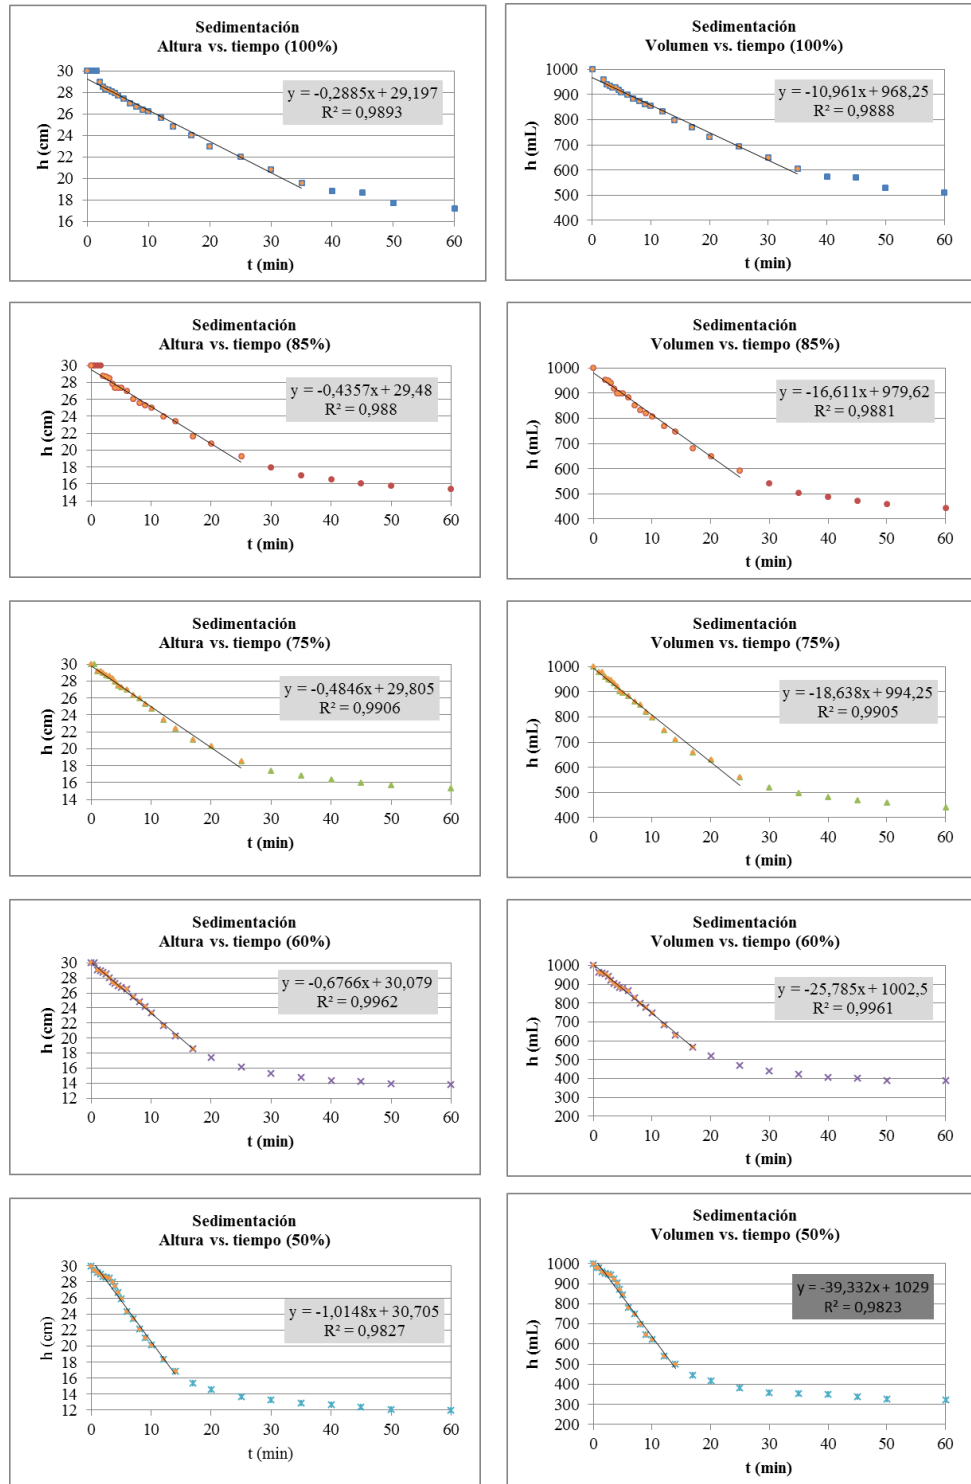 Sedimentación
Altura vs. tiempo (100%)
30
28
26
24
22
20
18
16
h (cm)
y = -0,2885x + 29,197
R² = 0,9893
0 10 20 30 40 50 60
t (min)
Sedimentación
Volumen vs. tiempo (100%)
1000
900
800
700
600
500
400
h (mL)
y = -10,961x + 968,25
R² = 0,9888
0 10 20 30 40 50 60
t (min)
Sedimentación
Altura vs. tiempo (85%)
30
28
26
24
22
20
18
16
14
h (cm)
y = -0,4357x + 29,48
R² = 0,988
0 10 20 30 40 50 60
t (min)
Sedimentación
Volumen vs. tiempo (85%)
1000
900
800
700
600
500
400
h (mL)
y = -16,611x + 979,62
R² = 0,9881
0 10 20 30 40 50 60
t (min)
Sedimentación
Altura vs. tiempo (75%)
30
28
26
24
22
20
18
16
14
h (cm)
y = -0,4846x + 29,805
R² = 0,9906
0 10 20 30 40 50 60
t (min)
Sedimentación
Volumen vs. tiempo (75%)
1000
900
800
700
600
500
400
h (mL)
y = -18,638x + 994,25
R² = 0,9905
0 10 20 30 40 50 60
t (min)
Sedimentación
Altura vs. tiempo (60%)
30
28
26
24
22
20
18
16
14
12
h (cm)
y = -0,6766x + 30,079
R² = 0,9962
0 10 20 30 40 50 60
t (min)
Sedimentación
Volumen vs. tiempo (60%)
1000
900
800
700
600
500
400
300
200
h (mL)
y = -25,785x + 1002,5
R² = 0,9961
0 10 20 30 40 50 60
t (min)
Sedimentación
Altura vs. tiempo (50%)
30
28
26
24
22
20
18
16
14
12
h (cm)
y = -1,0148x + 30,705
R² = 0,9827
0 10 20 30 40 50 60
t (min)
Sedimentación
Volumen vs. tiempo (50%)
1000
900
800
700
600
500
400
300
200
h (mL)
y = -39,332x + 1029
R² = 0,9823
0 10 20 30 40 50 60
t (min)